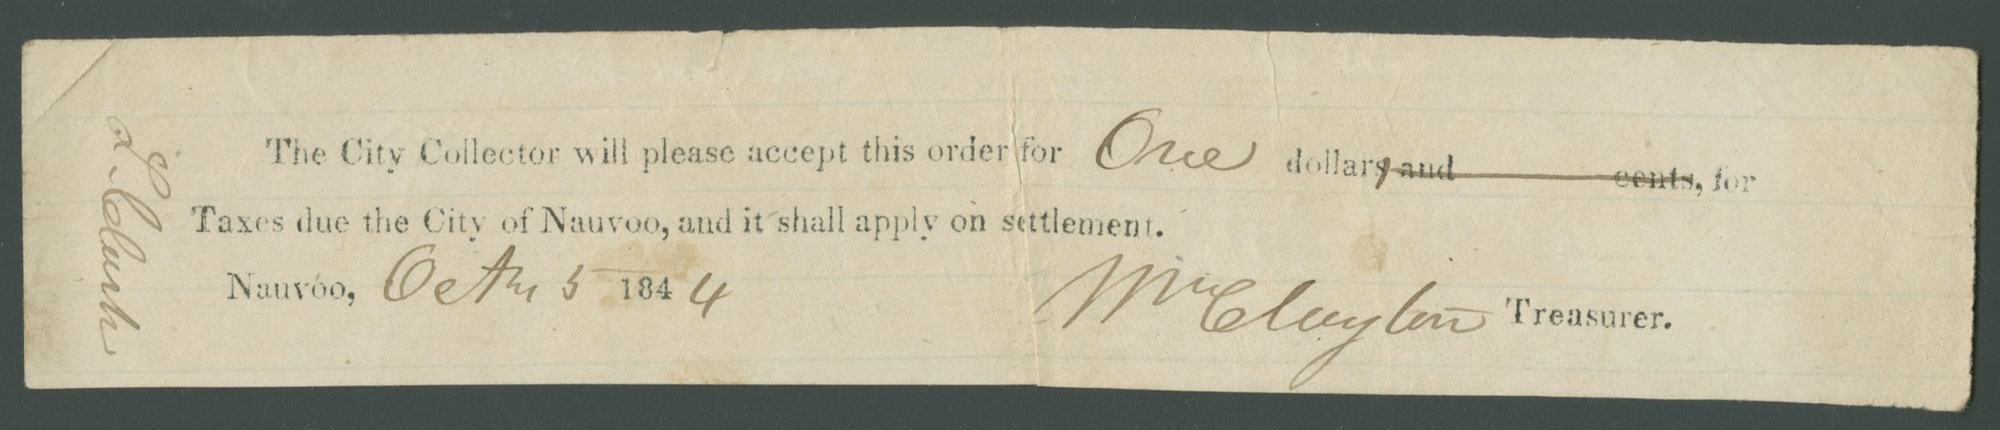 The City Collector will please accept this order for One dollars, and cents, for
Taxes due the City of Nauvoo, and it shall apply on settlement.
Nauvoo, Octr 5 1844 Wm Clayton Treasurer.
L Clark